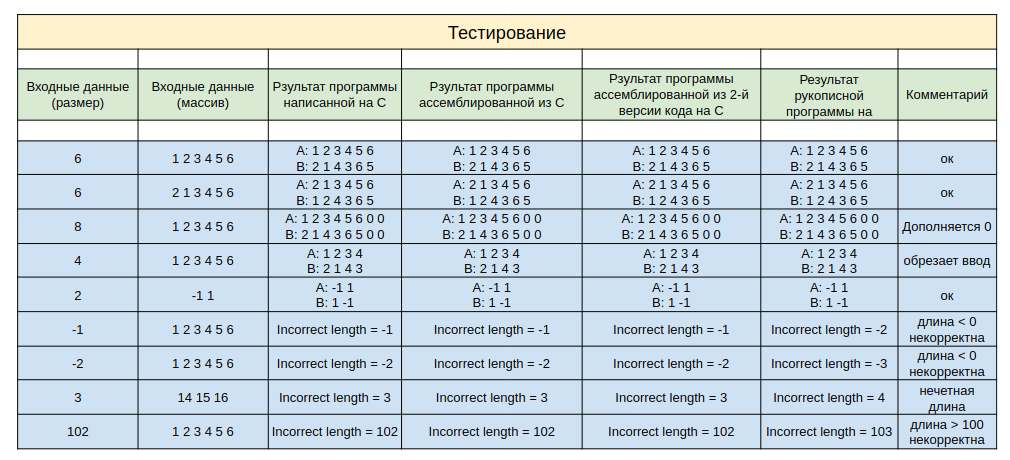 Тестирование
Входные данные (размер) Входные данные (массив) Рзультат программы написанной на С Рзультат программы ассемблированной из С Рзультат программы ассемблированной из 2-й версии кода на С Результат рукописной программы на Комментарий
6 1 2 3 4 5 6 A: 1 2 3 4 5 6 B: 2 1 4 3 6 5 A: 1 2 3 4 5 6 B: 2 1 4 3 6 5 A: 1 2 3 4 5 6 B: 2 1 4 3 6 5 A: 1 2 3 4 5 6 B: 2 1 4 3 6 5 ок
6 2 1 3 4 5 6 A: 2 1 3 4 5 6 B: 1 2 4 3 6 5 A: 2 1 3 4 5 6 B: 1 2 4 3 6 5 A: 2 1 3 4 5 6 B: 1 2 4 3 6 5 A: 2 1 3 4 5 6 B: 1 2 4 3 6 5 ок
8 1 2 3 4 5 6 A: 1 2 3 4 5 6 0 0 B: 2 1 4 3 6 5 0 0 A: 1 2 3 4 5 6 0 0 B: 2 1 4 3 6 5 0 0 A: 1 2 3 4 5 6 0 0 B: 2 1 4 3 6 5 0 0 A: 1 2 3 4 5 6 0 0 B: 2 1 4 3 6 5 0 0 Дополняется 0
4 1 2 3 4 5 6 A: 1 2 3 4 B: 2 1 4 3 A: 1 2 3 4 B: 2 1 4 3 A: 1 2 3 4 B: 2 1 4 3 A: 1 2 3 4 B: 2 1 4 3 обрезает ввод
2 -1 1 A: -1 1 B: 1 -1 A: -1 1 B: 1 -1 A: -1 1 B: 1 -1 A: -1 1 B: 1 -1 ок
-1 1 2 3 4 5 6 Incorrect length = -1 Incorrect length = -1 Incorrect length = -1 Incorrect length = -2 длина < 0 некорректна
-2 1 2 3 4 5 6 Incorrect length = -2 Incorrect length = -2 Incorrect length = -2 Incorrect length = -3 длина < 0 некорректна
3 14 15 16 Incorrect length = 3 Incorrect length = 3 Incorrect length = 3 Incorrect length = 4 нечетная длина
102 1 2 3 4 5 6 Incorrect length = 102 Incorrect length = 102 Incorrect length = 102 Incorrect length = 103 длина > 100 некорректна